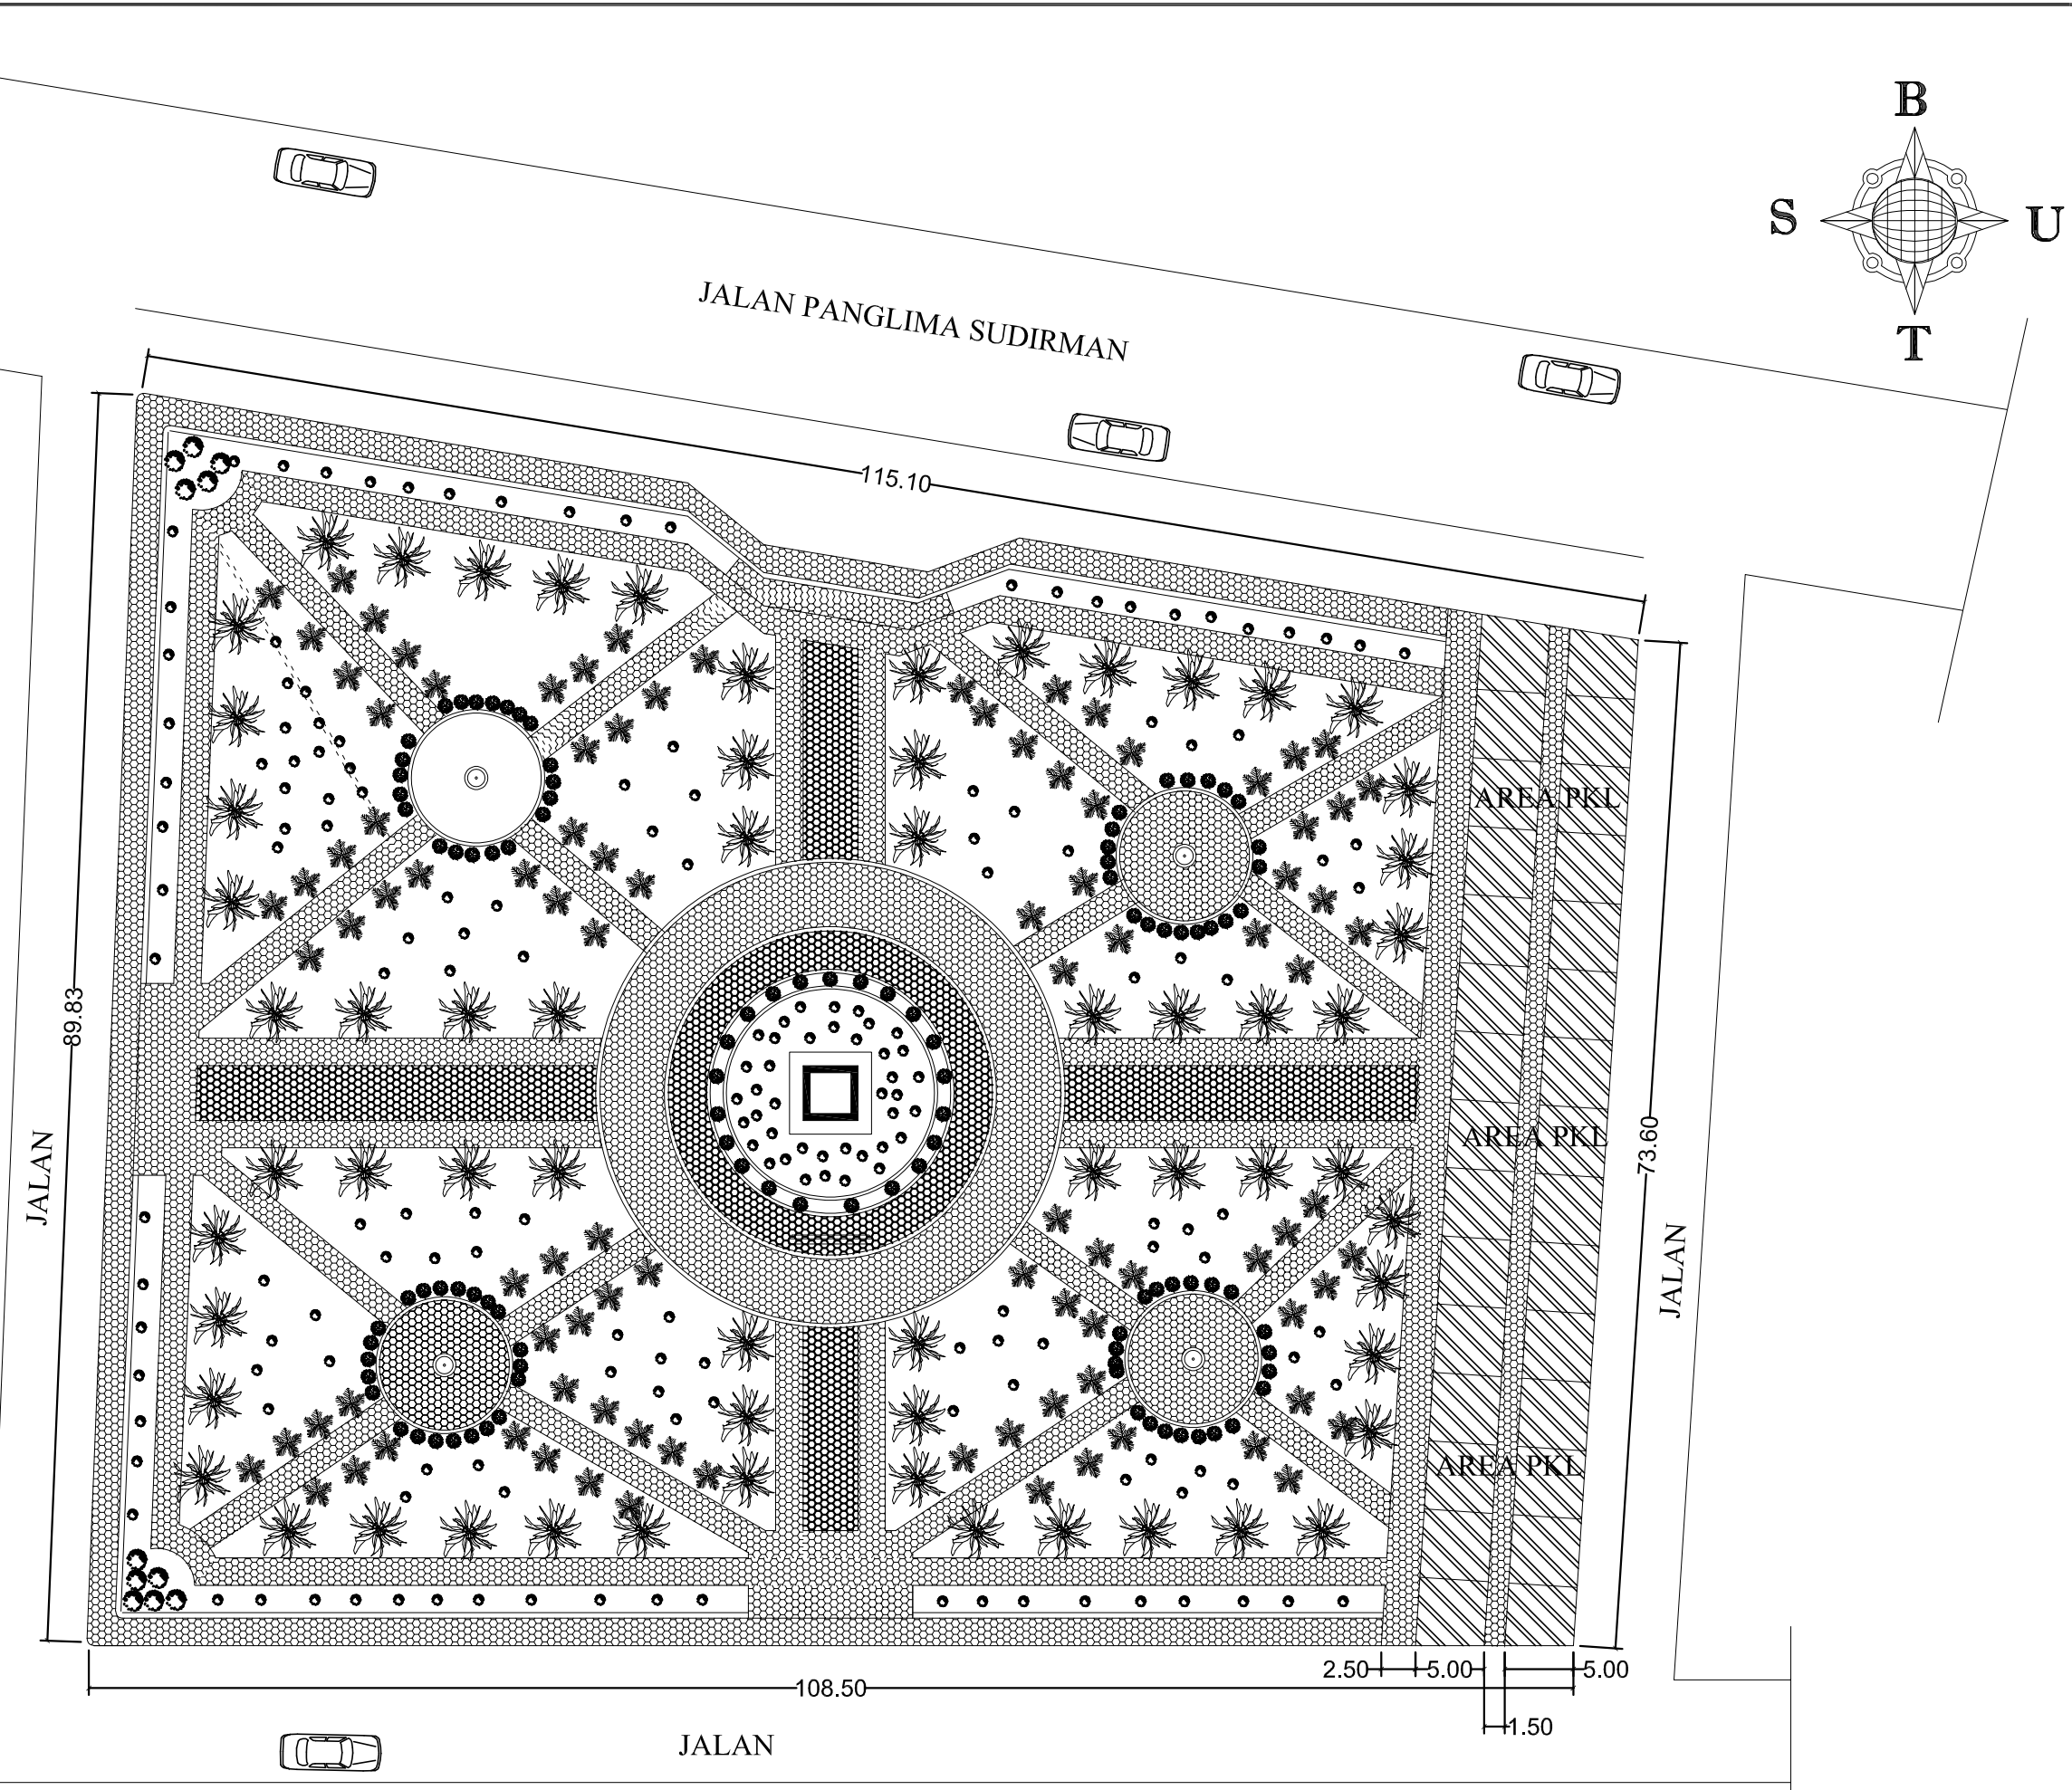 B
S
U
T
JALAN PANGLIMA SUDIRMAN
115.10
AREA PKL
89.83
JALAN
AREA PKL
73.60
JALAN
AREA PKL
2.50
5.00
5.00
108.50
1.50
JALAN